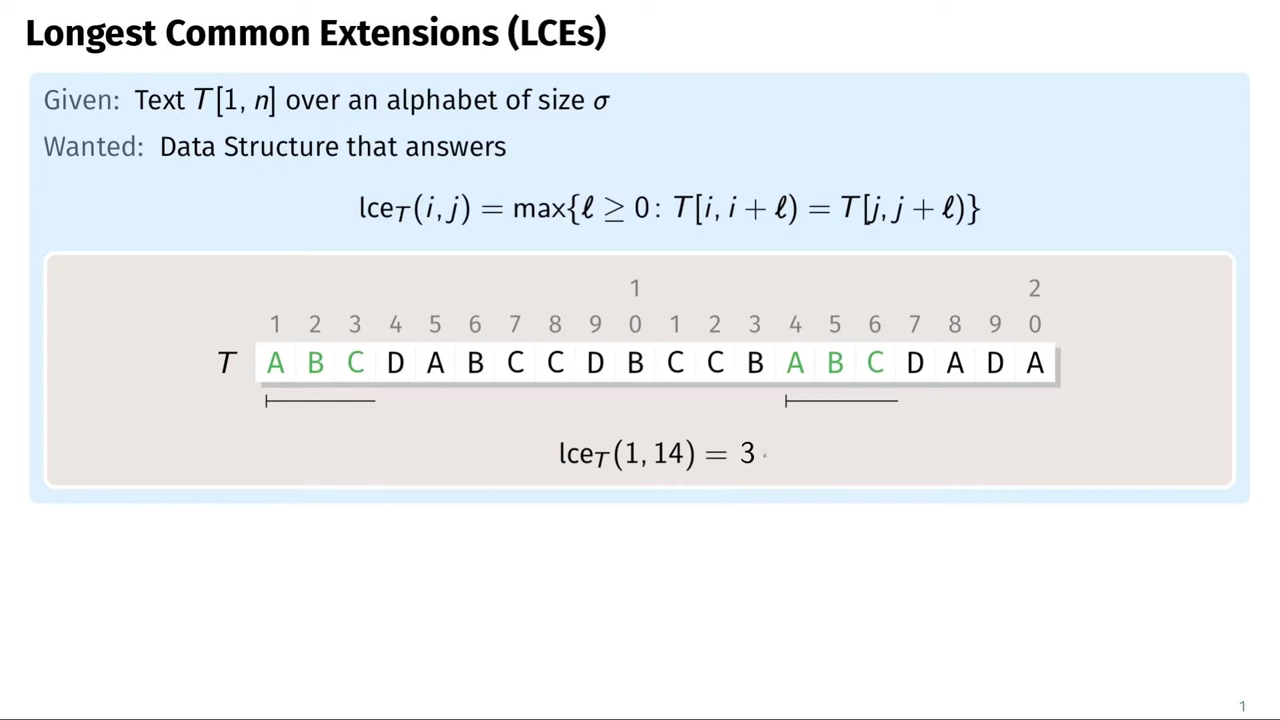 Longest Common Extensions (LCEs)
Given: Text T[1, n] over an alphabet of size σ
Wanted: Data Structure that answers
lce_T(i, j) = max{ℓ ≥ 0: T[i, i + ℓ) = T[j, j + ℓ)}
1 2
1 2 3 4 5 6 7 8 9 0 1 2 3 4 5 6 7 8 9 0
T A B C D A B C C D B C C B A B C D A D A
lce_T(1, 14) = 3
1